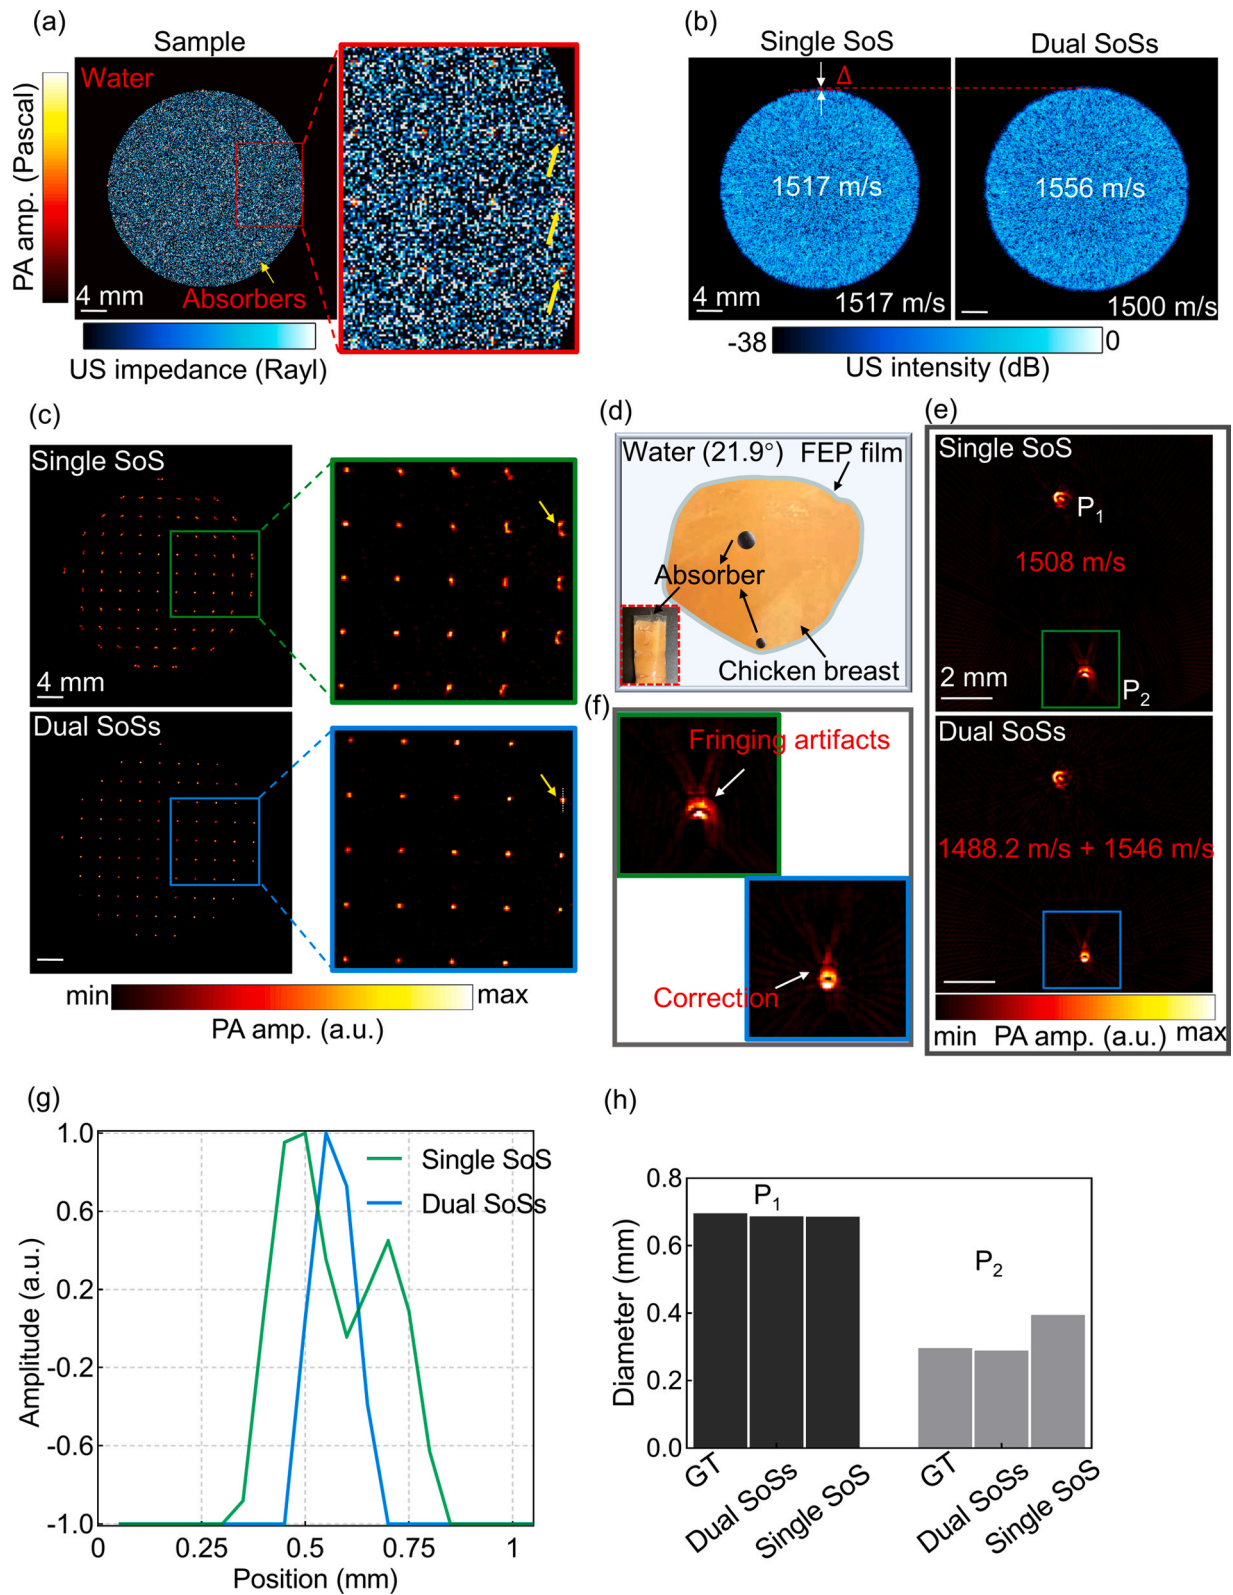 (a)
Sample
Water
PA amp. (Pascal)
4 mm
Absorbers
US impedance (Rayl)
(b)
Single SoS
Dual SoSs
Δ
1517 m/s
1556 m/s
4 mm
1517 m/s
1500 m/s
-38
0
US intensity (dB)
(c)
Single SoS
4 mm
Dual SoSs
min
max
PA amp. (a.u.)
(d)
Water (21.9°)
FEP film
Absorber
Chicken breast
(e)
Single SoS
P1
1508 m/s
2 mm
P2
Dual SoSs
1488.2 m/s + 1546 m/s
min
PA amp. (a.u.)
max
(f)
Fringing artifacts
Correction
(g)
1.0
0.6
0.2
-0.2
-0.6
-1.0
Amplitude (a.u.)
Single SoS
Dual SoSs
0
0.25
0.5
0.75
1
Position (mm)
(h)
0.8
0.6
0.4
0.2
0.0
Diameter (mm)
P1
P2
GT
Dual SoSs
Single SoS
GT
Dual SoSs
Single SoS